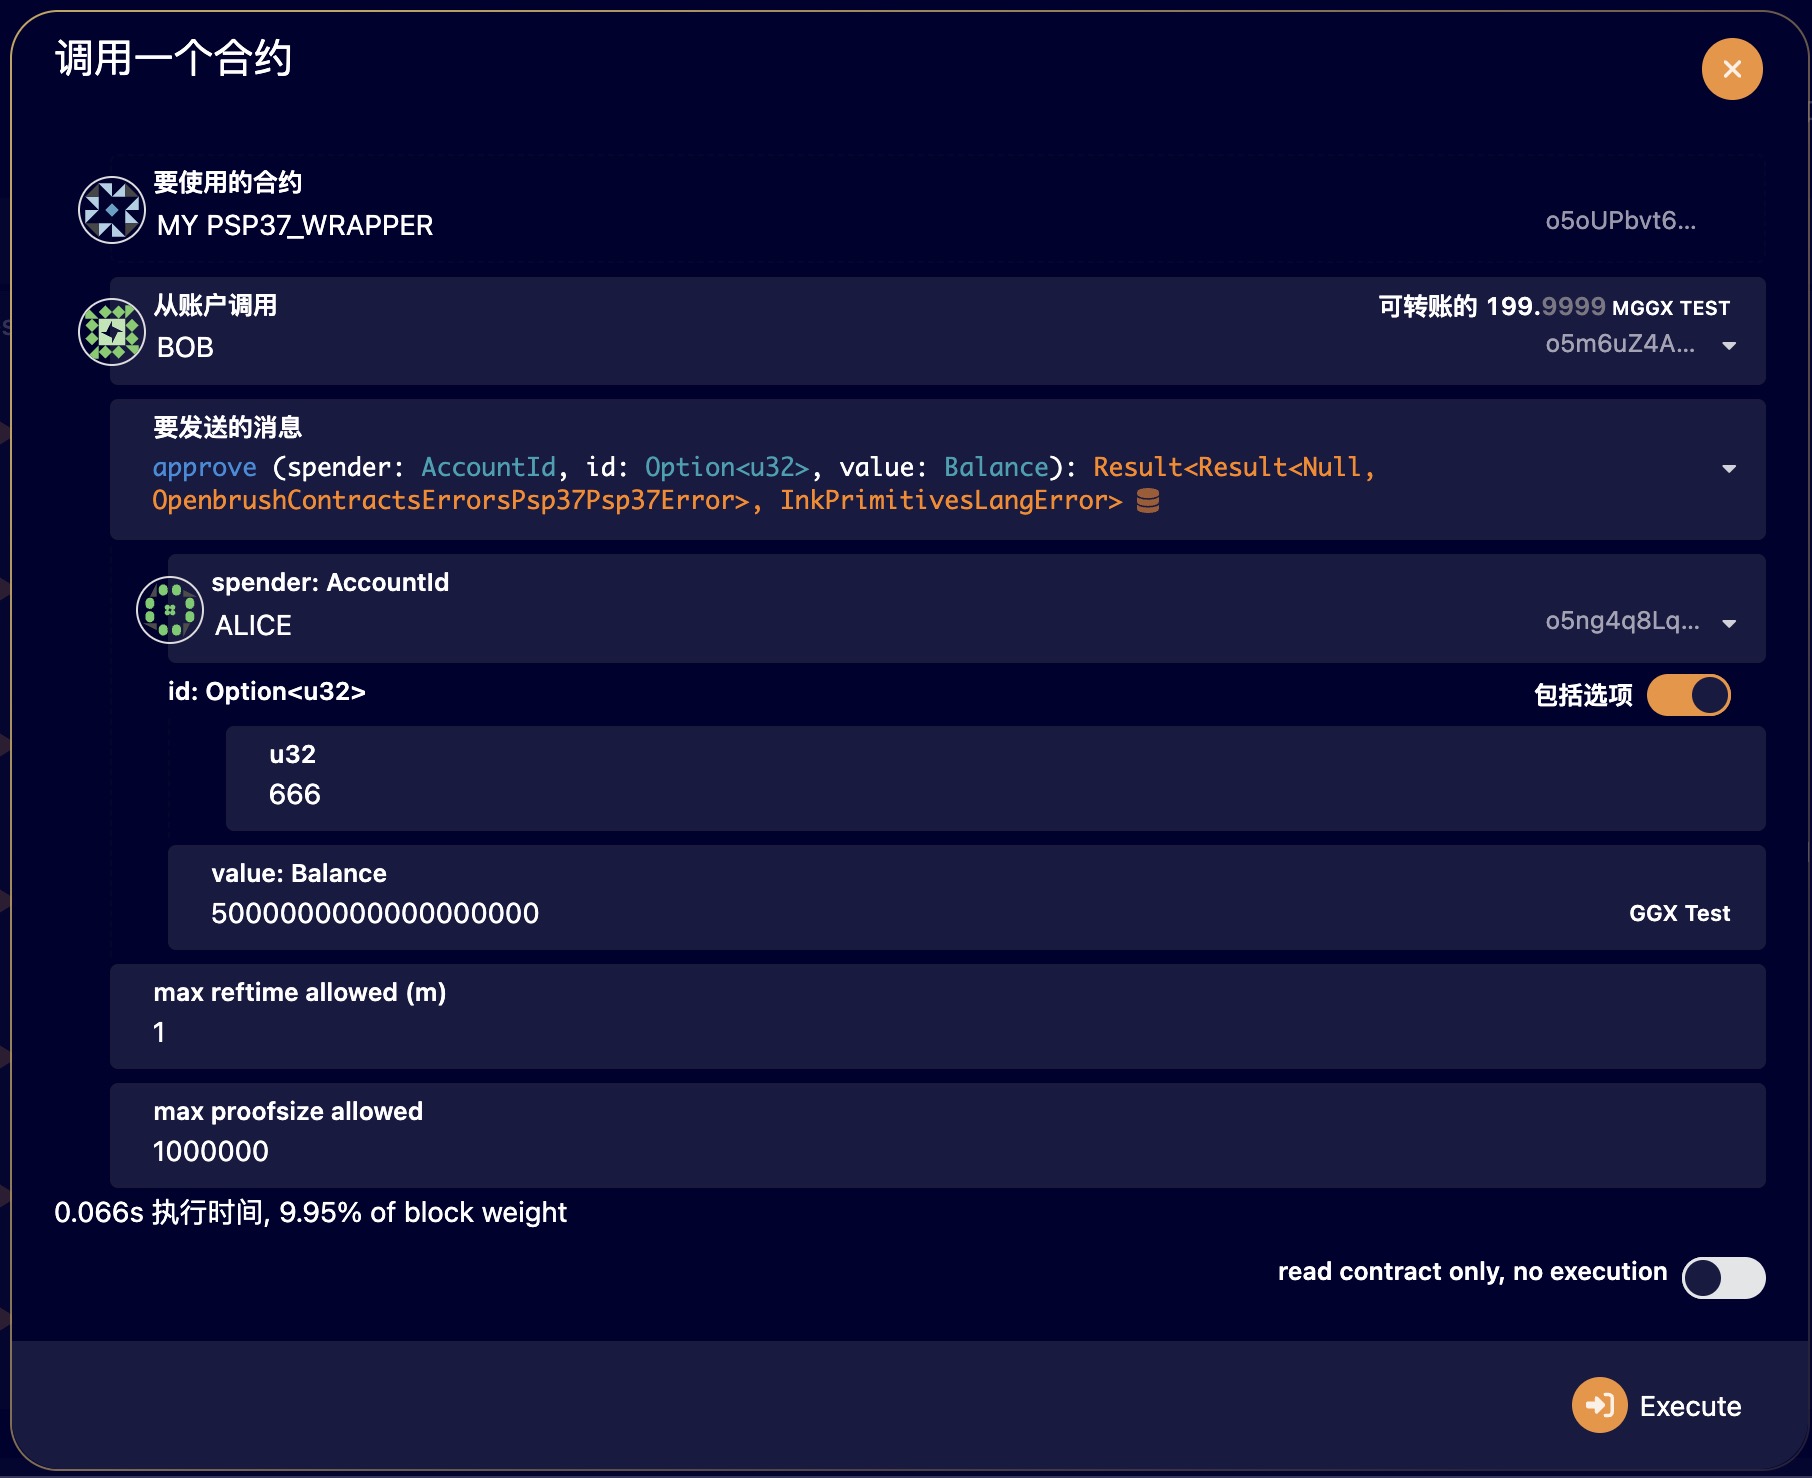 调用一个合约
要使用的合约
MY PSP37_WRAPPER
o5oUPbvt6...
从账户调用
可转账的 199.9999 MGGX TEST
BOB
o5m6uZ4A...
要发送的消息
approve (spender: AccountId, id: Option<u32>, value: Balance): Result<Result<Null,
OpenbrushContractsErrorsPsp37Psp37Error>, InkPrimitivesLangError>
spender: AccountId
ALICE
o5ng4q8Lq...
id: Option<u32>
包括选项
u32
666
value: Balance
5000000000000000000
GGX Test
max reftime allowed (m)
1
max proofsize allowed
1000000
0.066s 执行时间, 9.95% of block weight
read contract only, no execution
Execute